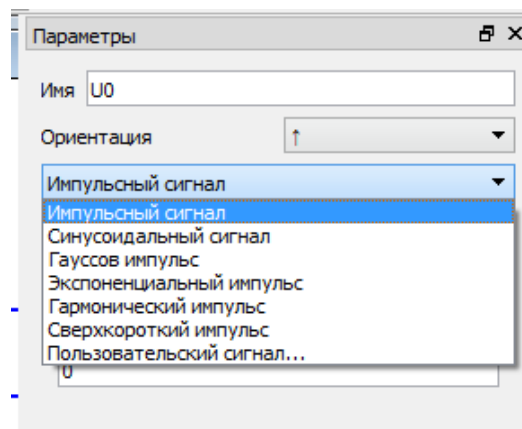 Параметры
Имя U0
Ориентация ↑
Импульсный сигнал
Импульсный сигнал
Синусоидальный сигнал
Гауссов импульс
Экспоненциальный импульс
Гармонический импульс
Сверхкороткий импульс
Пользовательский сигнал...
0